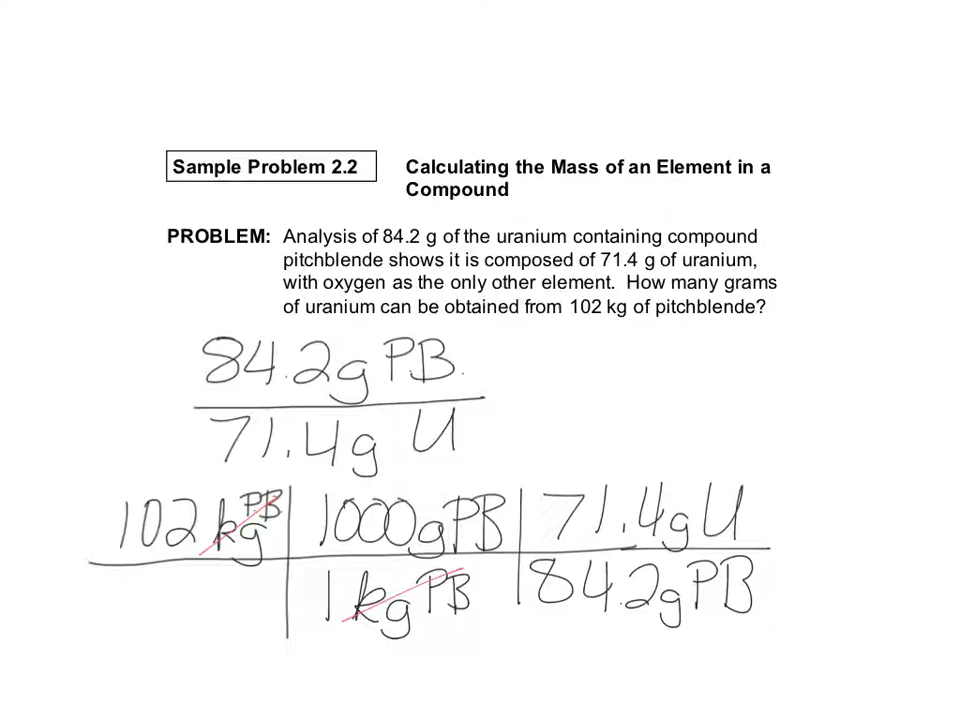 Sample Problem 2.2
Calculating the Mass of an Element in a
Compound
PROBLEM: Analysis of 84.2 g of the uranium containing compound
pitchblende shows it is composed of 71.4 g of uranium,
with oxygen as the only other element. How many grams
of uranium can be obtained from 102 kg of pitchblende?
84.2g PB.
71.4g U
102 kg PB 1000g PB 71.4g U
1 kg PB 84.2g PB